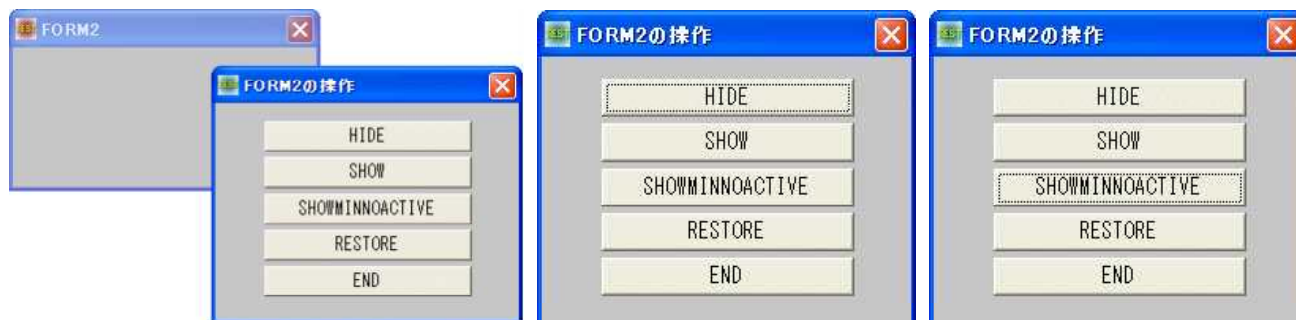 FORM2
FORM2の操作
HIDE
SHOW
SHOWMINNOACTIVE
RESTORE
END
FORM2の操作
HIDE
SHOW
SHOWMINNOACTIVE
RESTORE
END
FORM2の操作
HIDE
SHOW
SHOWMINNOACTIVE
RESTORE
END